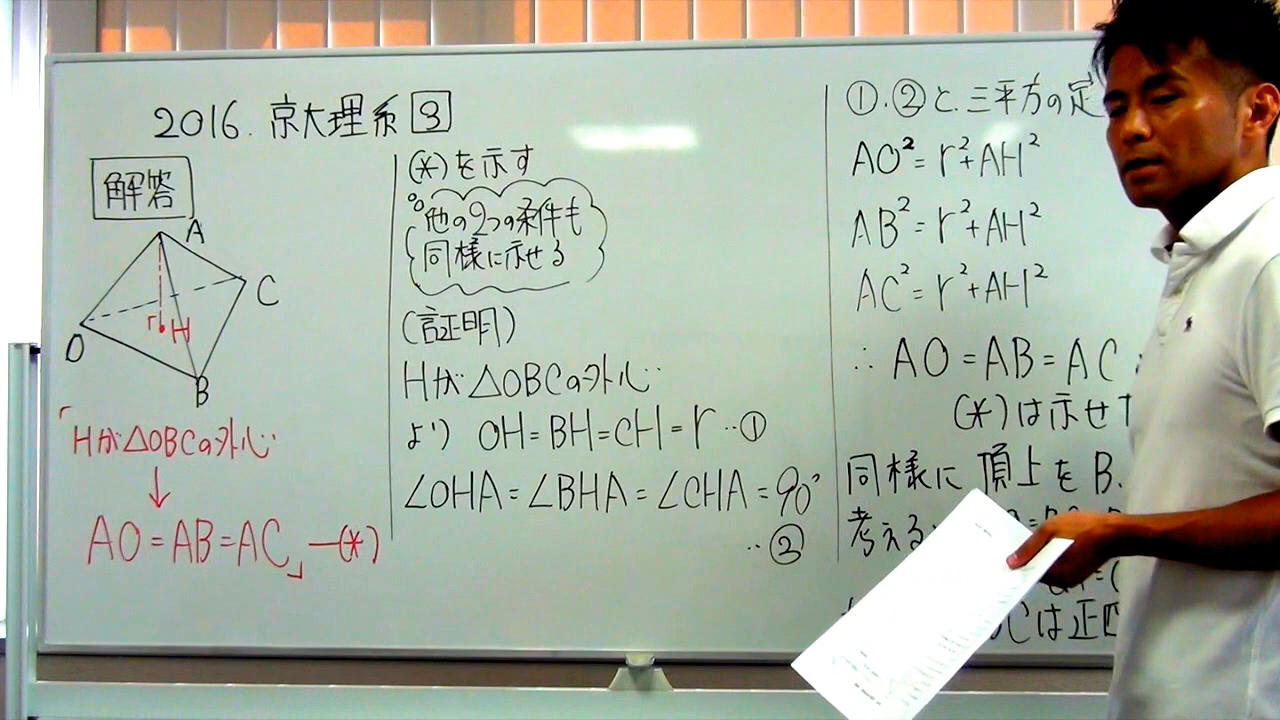 2016. 京大理系 3
解答
A
C
r
H
O
B
「Hが△OBCの外心
↓
AO=AB=AC」—(*)
(*)を示す
他の2つの条件も
同様に示せる
(証明)
Hが△OBCの外心
より OH=BH=CH=r ‥①
∠OHA=∠BHA=∠CHA=90°
‥②
①.②と.三平方の定
AO²=r²+AH²
AB²=r²+AH²
AC²=r²+AH²
∴ AO=AB=AC
(*)は示せ
同様に 頂上をB.
考える
Cは正四